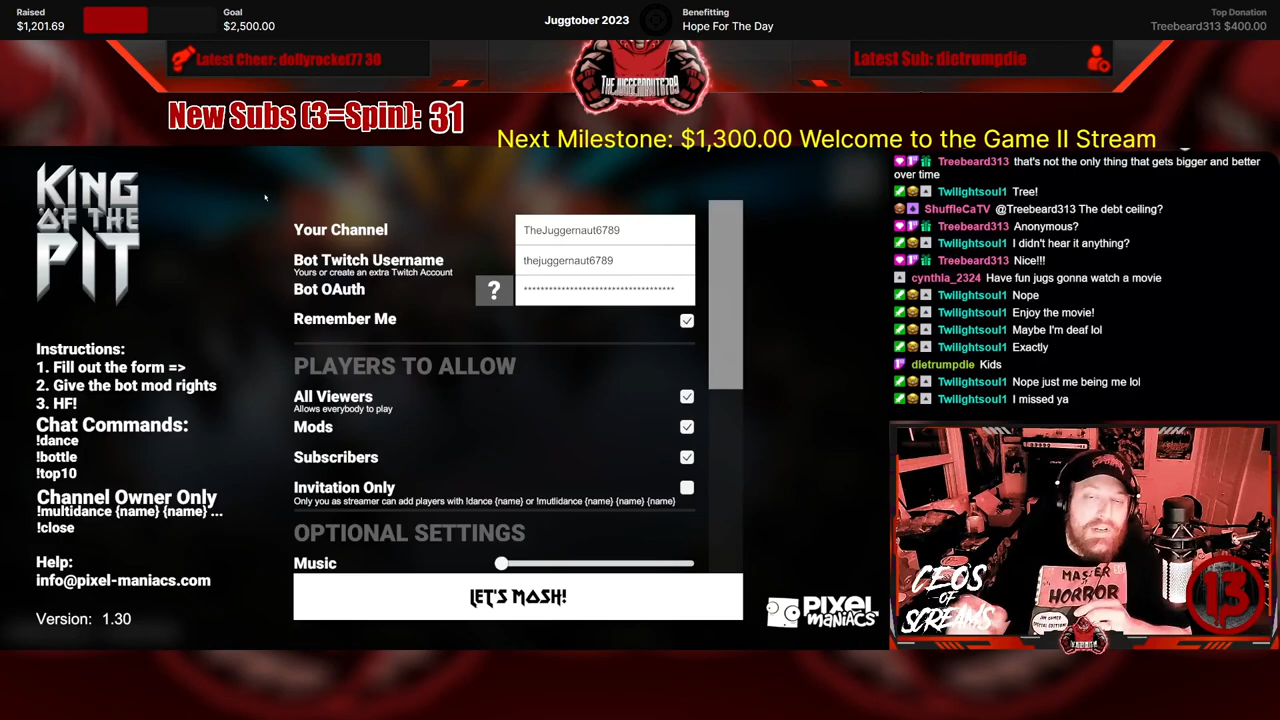 Raised
$1,201.69
Goal
$2,500.00
Juggtober 2023
Benefitting
Hope For The Day
Top Donation
Treebeard313 $400.00
Latest Cheer: dollyrocket77 30
THEJUGGERNAUT6789
Latest Sub: dietrumpdie
New Subs (3=Spin): 31
Next Milestone: $1,300.00 Welcome to the Game II Stream
KING
OF THE
PIT
Instructions:
1. Fill out the form =>
2. Give the bot mod rights
3. HF!
Chat Commands:
!dance
!bottle
!top10
Channel Owner Only
!multidance {name} {name} ...
!close
Help:
info@pixel-maniacs.com
Version: 1.30
Your Channel
TheJuggernaut6789
Bot Twitch Username
thejuggernaut6789
Yours or create an extra Twitch Account
Bot OAuth
?
************************************
Remember Me
PLAYERS TO ALLOW
All Viewers
Allows everybody to play
Mods
Subscribers
Invitation Only
Only you as streamer can add players with !dance {name} or !mutlidance {name} {name} {name}
OPTIONAL SETTINGS
Music
LET'S MOSH!
PIXEL
MANIACS
Treebeard313 that's not the only thing that gets bigger and better
over time
Twilightsoul1 Tree!
ShuffleCaTV @Treebeard313 The debt ceiling?
Treebeard313 Anonymous?
Twilightsoul1 I didn't hear it anything?
Treebeard313 Nice!!!
cynthia_2324 Have fun jugs gonna watch a movie
Twilightsoul1 Nope
Twilightsoul1 Enjoy the movie!
Twilightsoul1 Maybe I'm deaf lol
Twilightsoul1 Exactly
dietrumpdie Kids
Twilightsoul1 Nope just me being me lol
Twilightsoul1 I missed ya
CEOS
OF
SCREAMS
MASTER
OF
HORROR
13